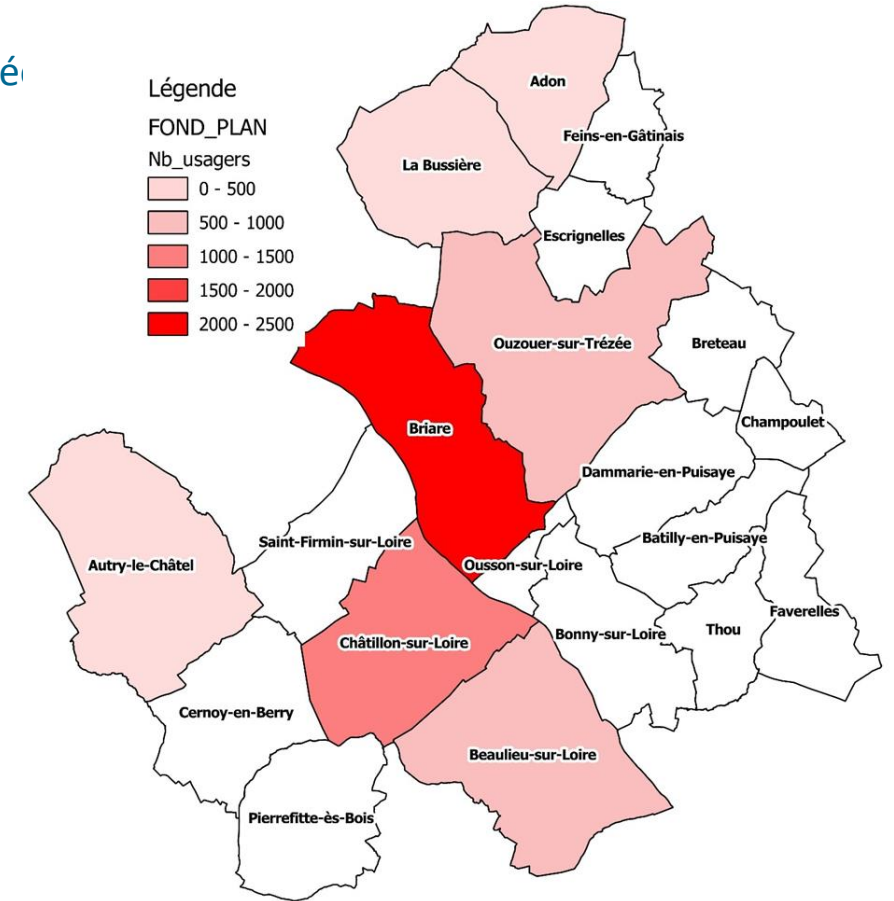 é
Légende
FOND_PLAN
Nb_usagers
0 - 500
500 - 1000
1000 - 1500
1500 - 2000
2000 - 2500
Adon
Feins-en-Gâtinais
La Bussière
Escrignelles
Ouzouer-sur-Trézée
Breteau
Briare
Champoulet
Dammarie-en-Puisaye
Saint-Firmin-sur-Loire
Batilly-en-Puisaye
Autry-le-Châtel
Ousson-sur-Loire
Faverelles
Thou
Bonny-sur-Loire
Châtillon-sur-Loire
Cernoy-en-Berry
Beaulieu-sur-Loire
Pierrefitte-ès-Bois